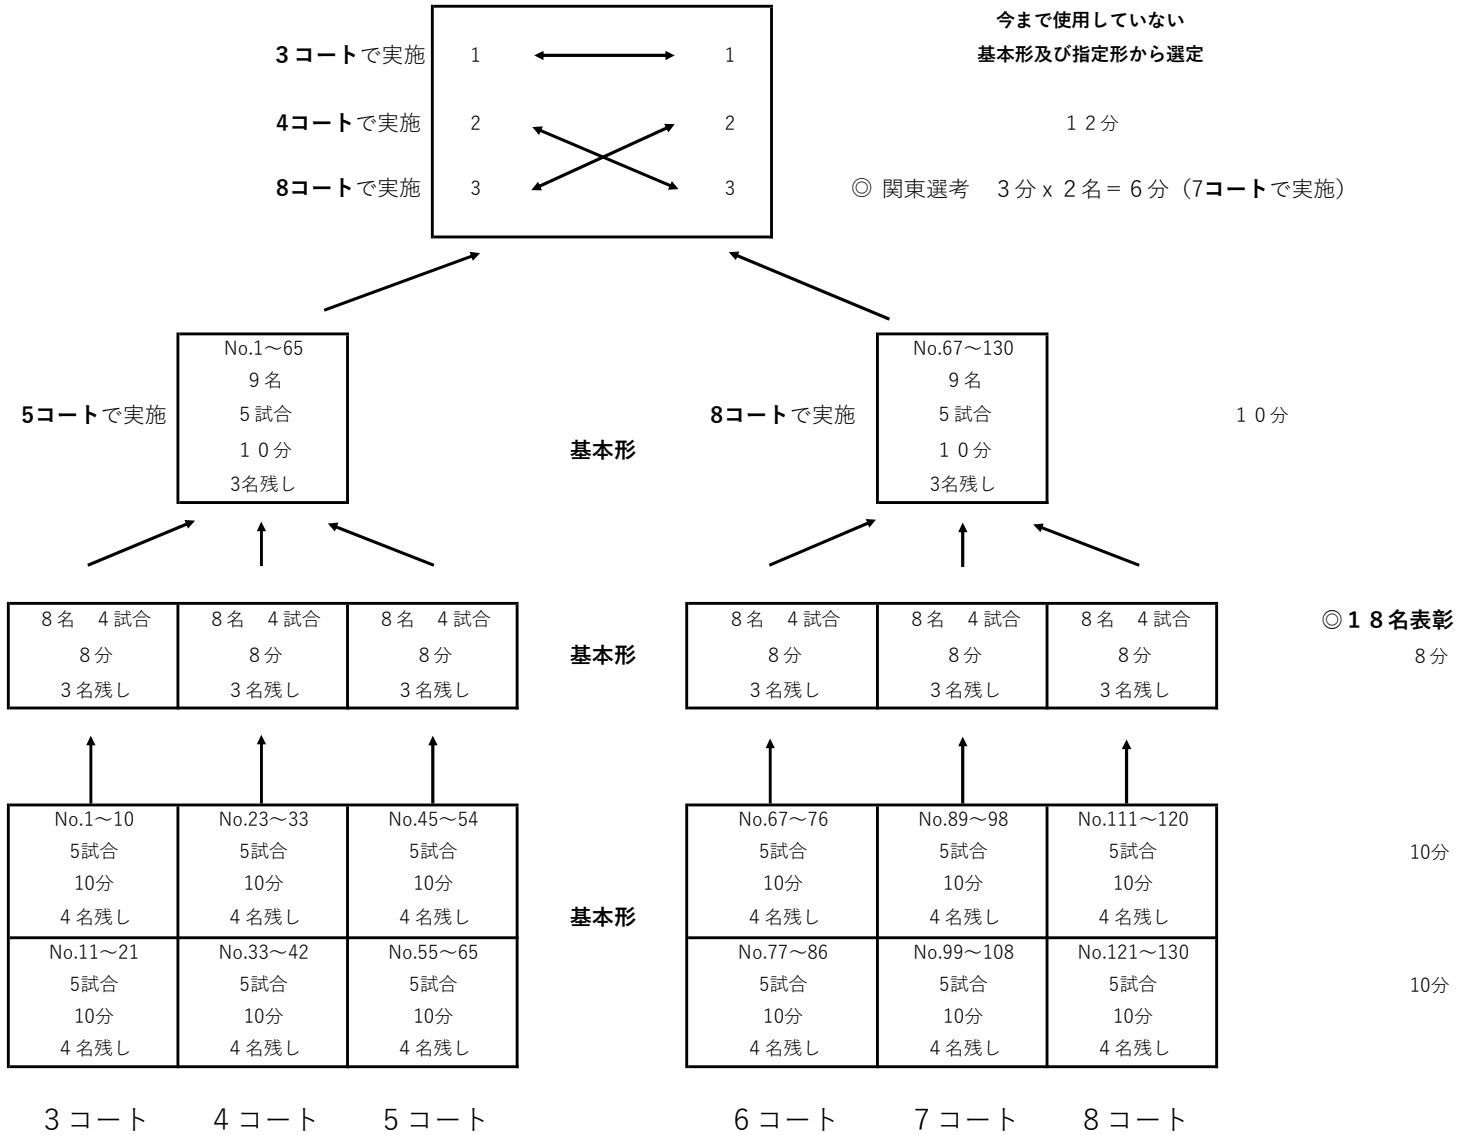 今まで使用していない
3コートで実施 1 1 基本形及び指定形から選定
4コートで実施 2 2 12分
8コートで実施 3 3 ◎ 関東選考 3分 x 2名＝6分（7コートで実施）
No.1～65 No.67～130
9名 9名
5コートで実施 5試合 8コートで実施 5試合 10分
10分 基本形 10分
3名残し 3名残し
8名 4試合 8名 4試合 8名 4試合 8名 4試合 8名 4試合 8名 4試合 ◎18名表彰
8分 8分 8分 基本形 8分 8分 8分 8分
3名残し 3名残し 3名残し 3名残し 3名残し 3名残し
No.1～10 No.23～33 No.45～54 No.67～76 No.89～98 No.111～120
5試合 5試合 5試合 5試合 5試合 5試合 10分
10分 10分 10分 10分 10分 10分
4名残し 4名残し 4名残し 基本形 4名残し 4名残し 4名残し
No.11～21 No.33～42 No.55～65 No.77～86 No.99～108 No.121～130
5試合 5試合 5試合 5試合 5試合 5試合 10分
10分 10分 10分 10分 10分 10分
4名残し 4名残し 4名残し 4名残し 4名残し 4名残し
3コート 4コート 5コート 6コート 7コート 8コート